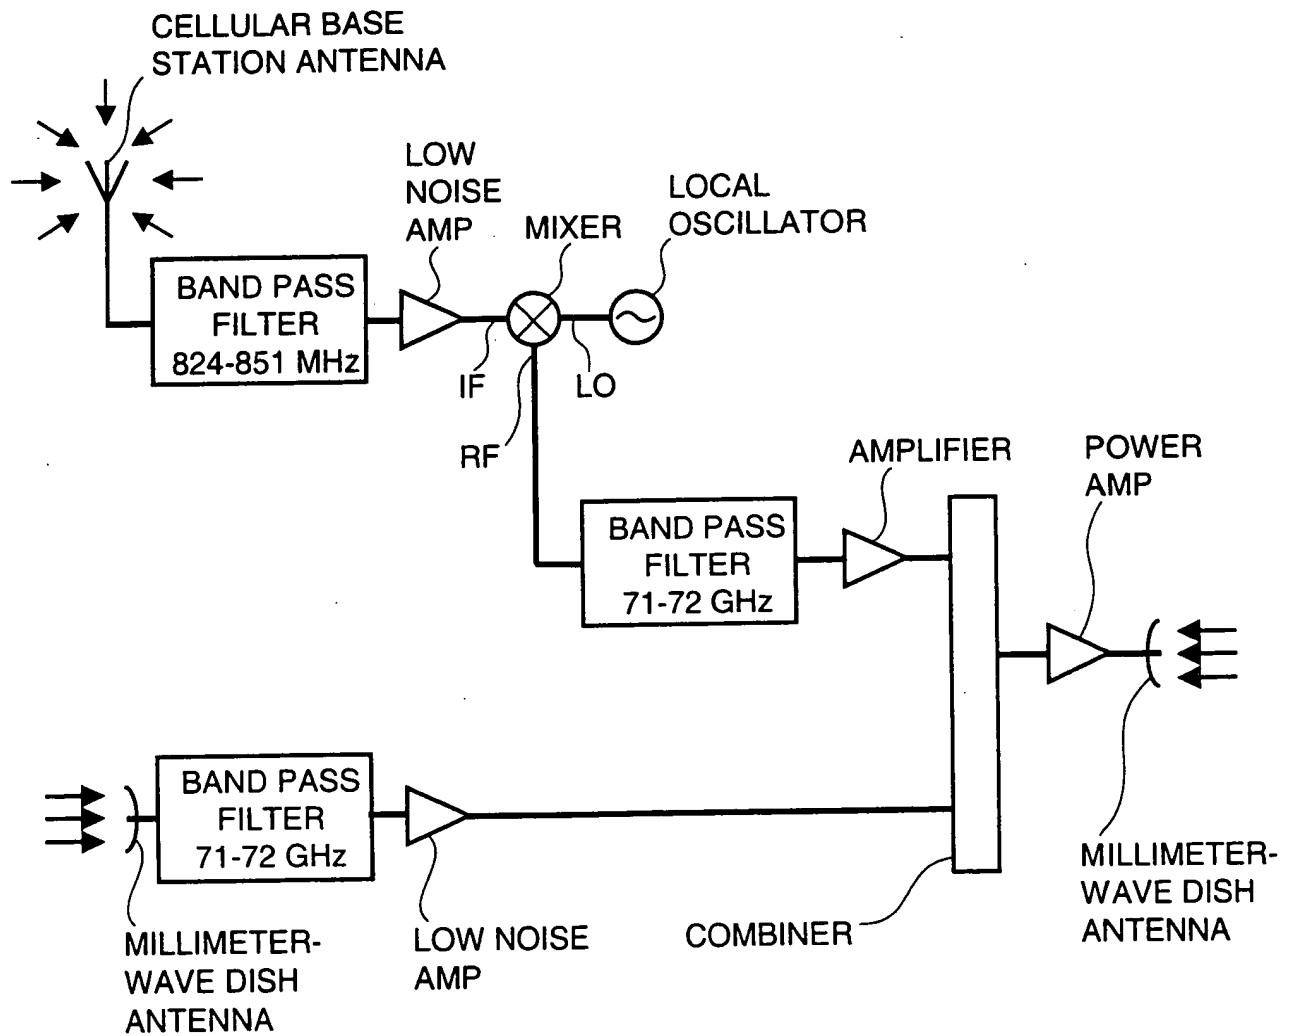 CELLULAR BASE
STATION ANTENNA
LOW
NOISE
AMP
MIXER
LOCAL
OSCILLATOR
BAND PASS
FILTER
824-851 MHz
IF
LO
RF
AMPLIFIER
POWER
AMP
BAND PASS
FILTER
71-72 GHz
BAND PASS
FILTER
71-72 GHz
MILLIMETER-
WAVE DISH
ANTENNA
LOW NOISE
AMP
COMBINER
MILLIMETER-
WAVE DISH
ANTENNA